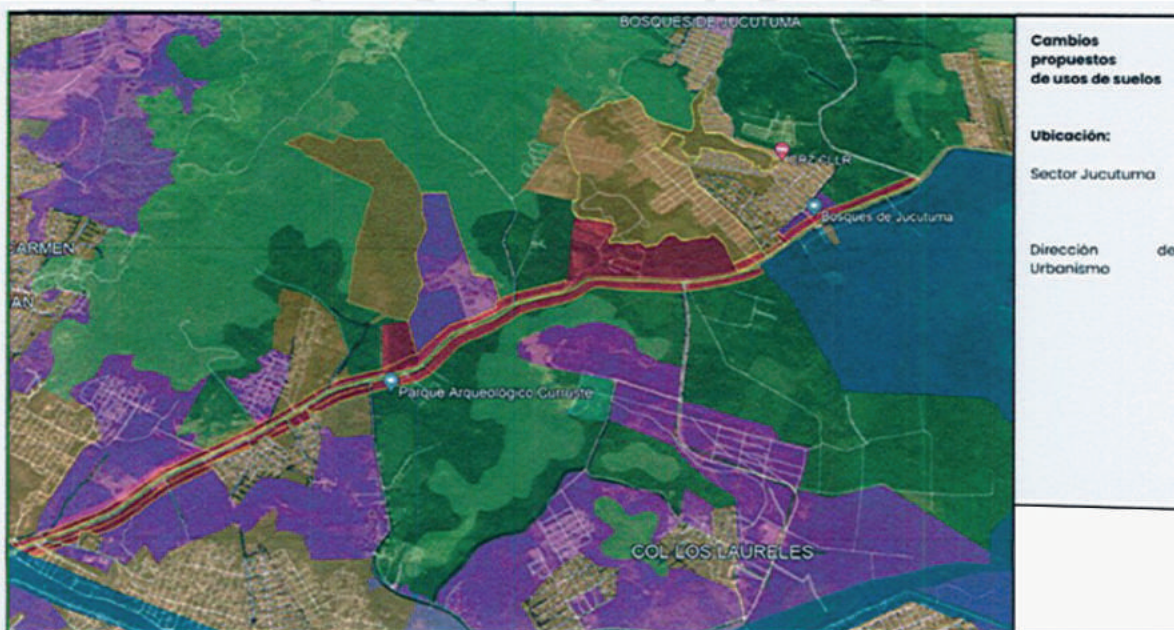 BOSQUES DE JUCUTUMA
Cambios
propuestos
de usos de suelos
Ubicación:
Sector Jucutuma
Dirección de
Urbanismo
Bosques de Jucutuma
CARMEN
AN
Parque Arqueológico Curruste
COL LOS LAURELES